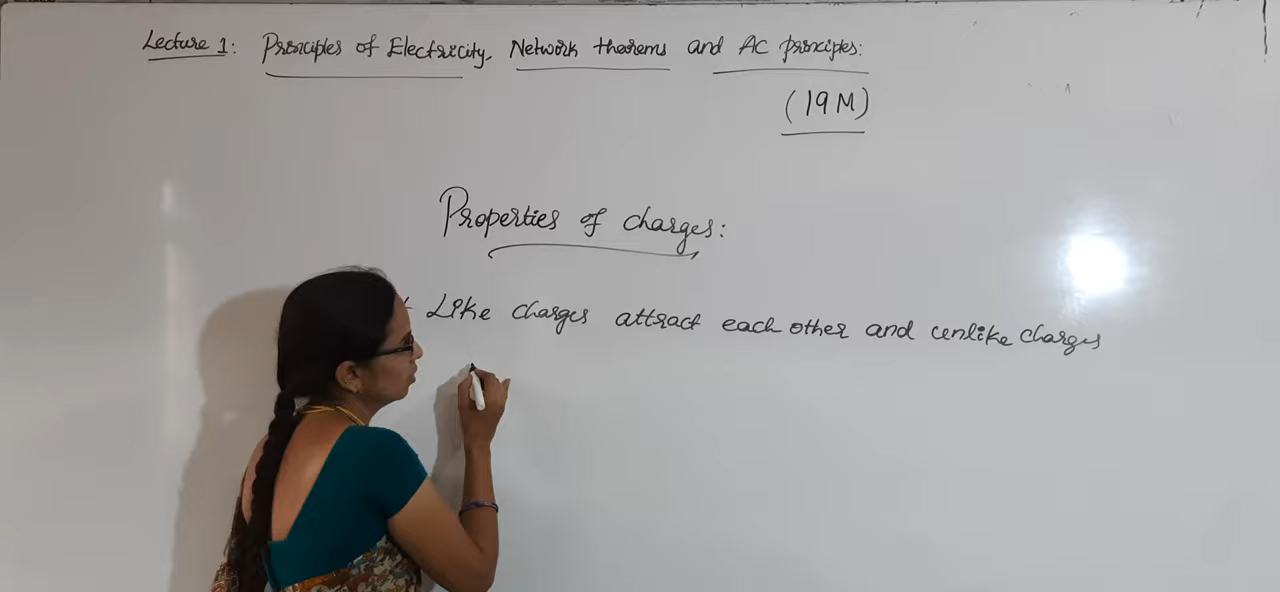 Lecture 1: Principles of Electricity, Network theorems and AC principles:
(19M)
Properties of charges:
Like charges attract each other and unlike charges